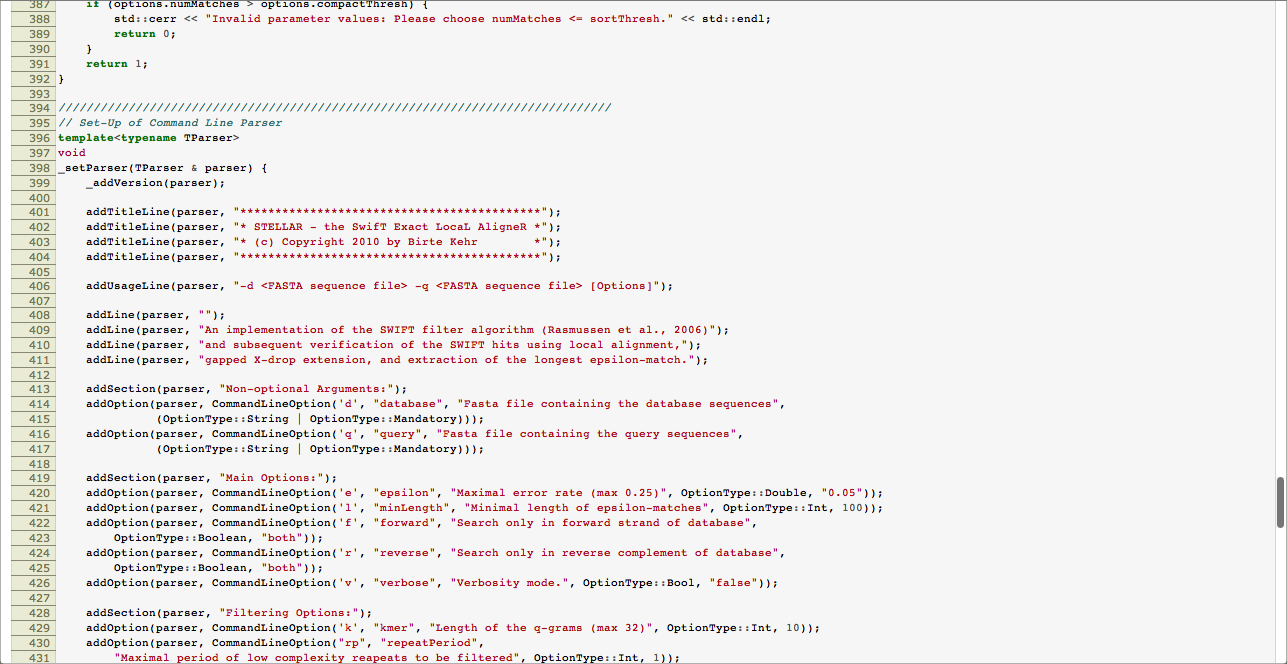 387     if (options.numMatches > options.compactThresh) {
388         std::cerr << "Invalid parameter values: Please choose numMatches <= sortThresh." << std::endl;
389         return 0;
390     }
391     return 1;
392 }
393
394 ///////////////////////////////////////////////////////////////////////////////
395 // Set-Up of Command Line Parser
396 template<typename TParser>
397 void
398 _setParser(TParser & parser) {
399     _addVersion(parser);
400
401     addTitleLine(parser, "*******************************************");
402     addTitleLine(parser, "* STELLAR - the SwifT Exact LocaL AligneR *");
403     addTitleLine(parser, "* (c) Copyright 2010 by Birte Kehr        *");
404     addTitleLine(parser, "*******************************************");
405
406     addUsageLine(parser, "-d <FASTA sequence file> -q <FASTA sequence file> [Options]");
407
408     addLine(parser, "");
409     addLine(parser, "An implementation of the SWIFT filter algorithm (Rasmussen et al., 2006)");
410     addLine(parser, "and subsequent verification of the SWIFT hits using local alignment,");
411     addLine(parser, "gapped X-drop extension, and extraction of the longest epsilon-match.");
412
413     addSection(parser, "Non-optional Arguments:");
414     addOption(parser, CommandLineOption('d', "database", "Fasta file containing the database sequences",
415               (OptionType::String | OptionType::Mandatory)));
416     addOption(parser, CommandLineOption('q', "query", "Fasta file containing the query sequences",
417               (OptionType::String | OptionType::Mandatory)));
418
419     addSection(parser, "Main Options:");
420     addOption(parser, CommandLineOption('e', "epsilon", "Maximal error rate (max 0.25)", OptionType::Double, "0.05"));
421     addOption(parser, CommandLineOption('l', "minLength", "Minimal length of epsilon-matches", OptionType::Int, 100));
422     addOption(parser, CommandLineOption('f', "forward", "Search only in forward strand of database",
423         OptionType::Boolean, "both"));
424     addOption(parser, CommandLineOption('r', "reverse", "Search only in reverse complement of database",
425         OptionType::Boolean, "both"));
426     addOption(parser, CommandLineOption('v', "verbose", "Verbosity mode.", OptionType::Bool, "false"));
427
428     addSection(parser, "Filtering Options:");
429     addOption(parser, CommandLineOption('k', "kmer", "Length of the q-grams (max 32)", OptionType::Int, 10));
430     addOption(parser, CommandLineOption("rp", "repeatPeriod",
431         "Maximal period of low complexity reapeats to be filtered", OptionType::Int, 1));